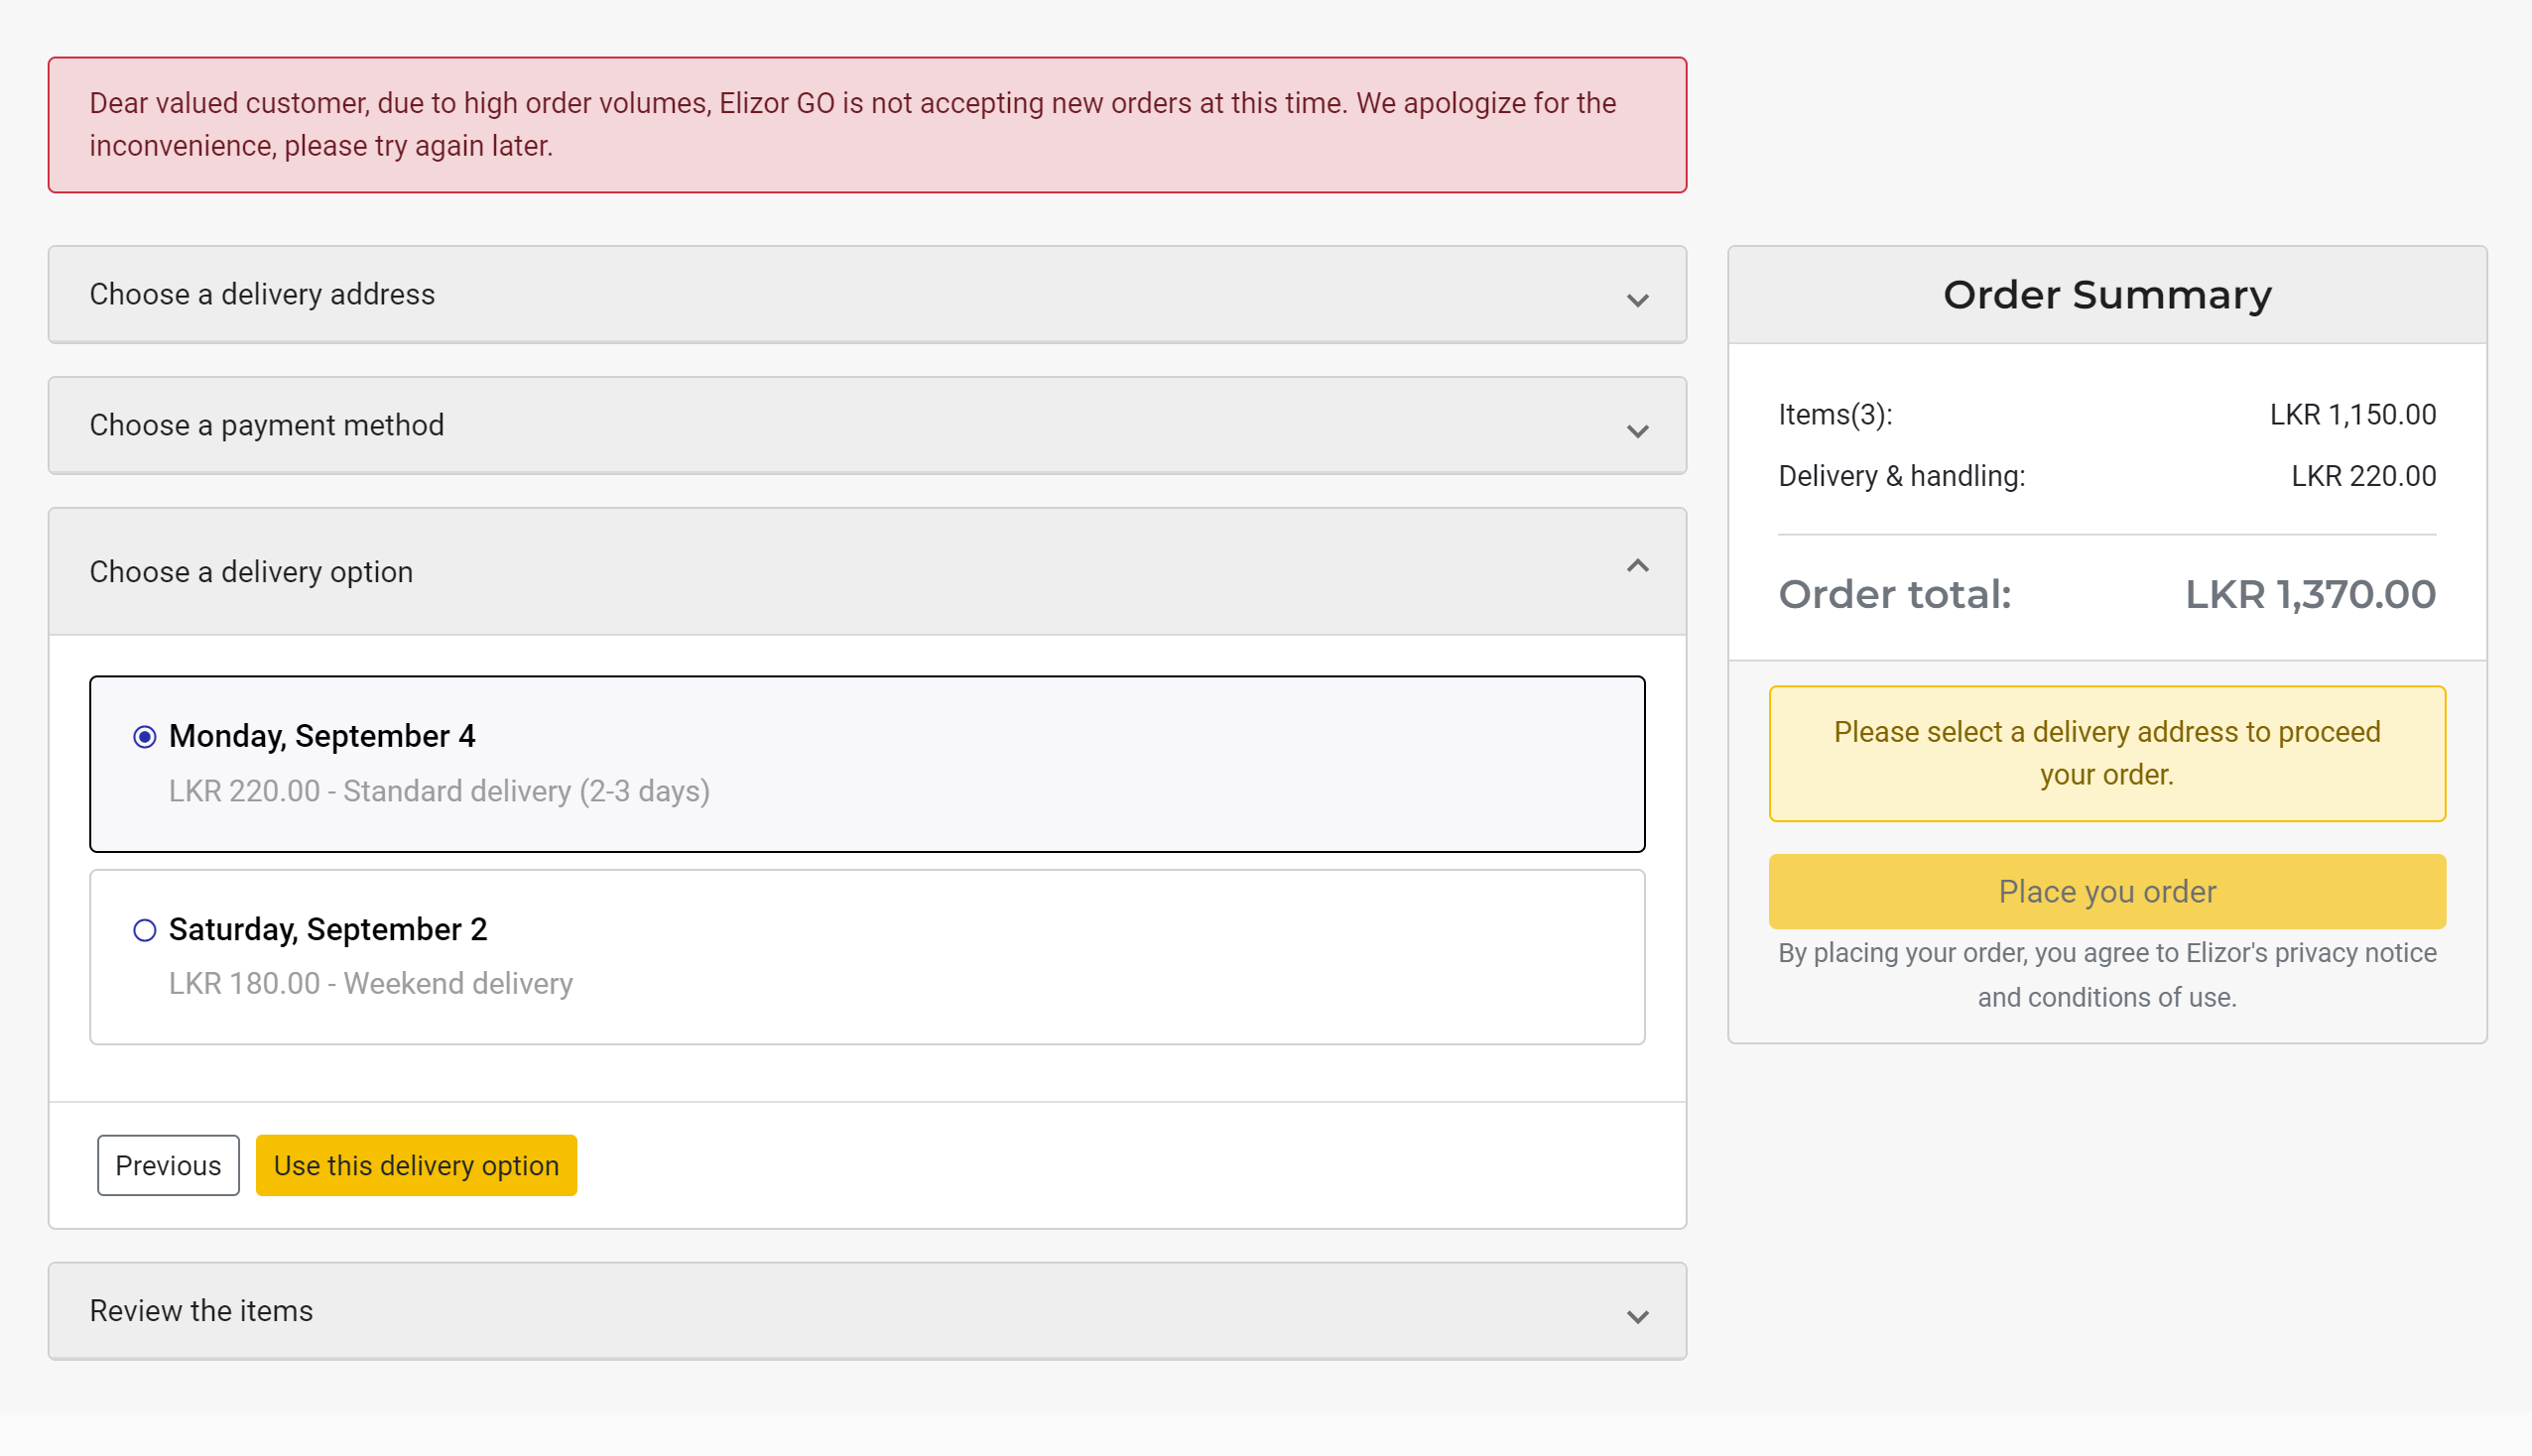 Dear valued customer, due to high order volumes, Elizor GO is not accepting new orders at this time. We apologize for the
inconvenience, please try again later.
Choose a delivery address
Choose a payment method
Choose a delivery option
Monday, September 4
LKR 220.00 - Standard delivery (2-3 days)
Saturday, September 2
LKR 180.00 - Weekend delivery
Previous
Use this delivery option
Review the items
Order Summary
Items(3): LKR 1,150.00
Delivery & handling: LKR 220.00
Order total: LKR 1,370.00
Please select a delivery address to proceed
your order.
Place you order
By placing your order, you agree to Elizor's privacy notice
and conditions of use.